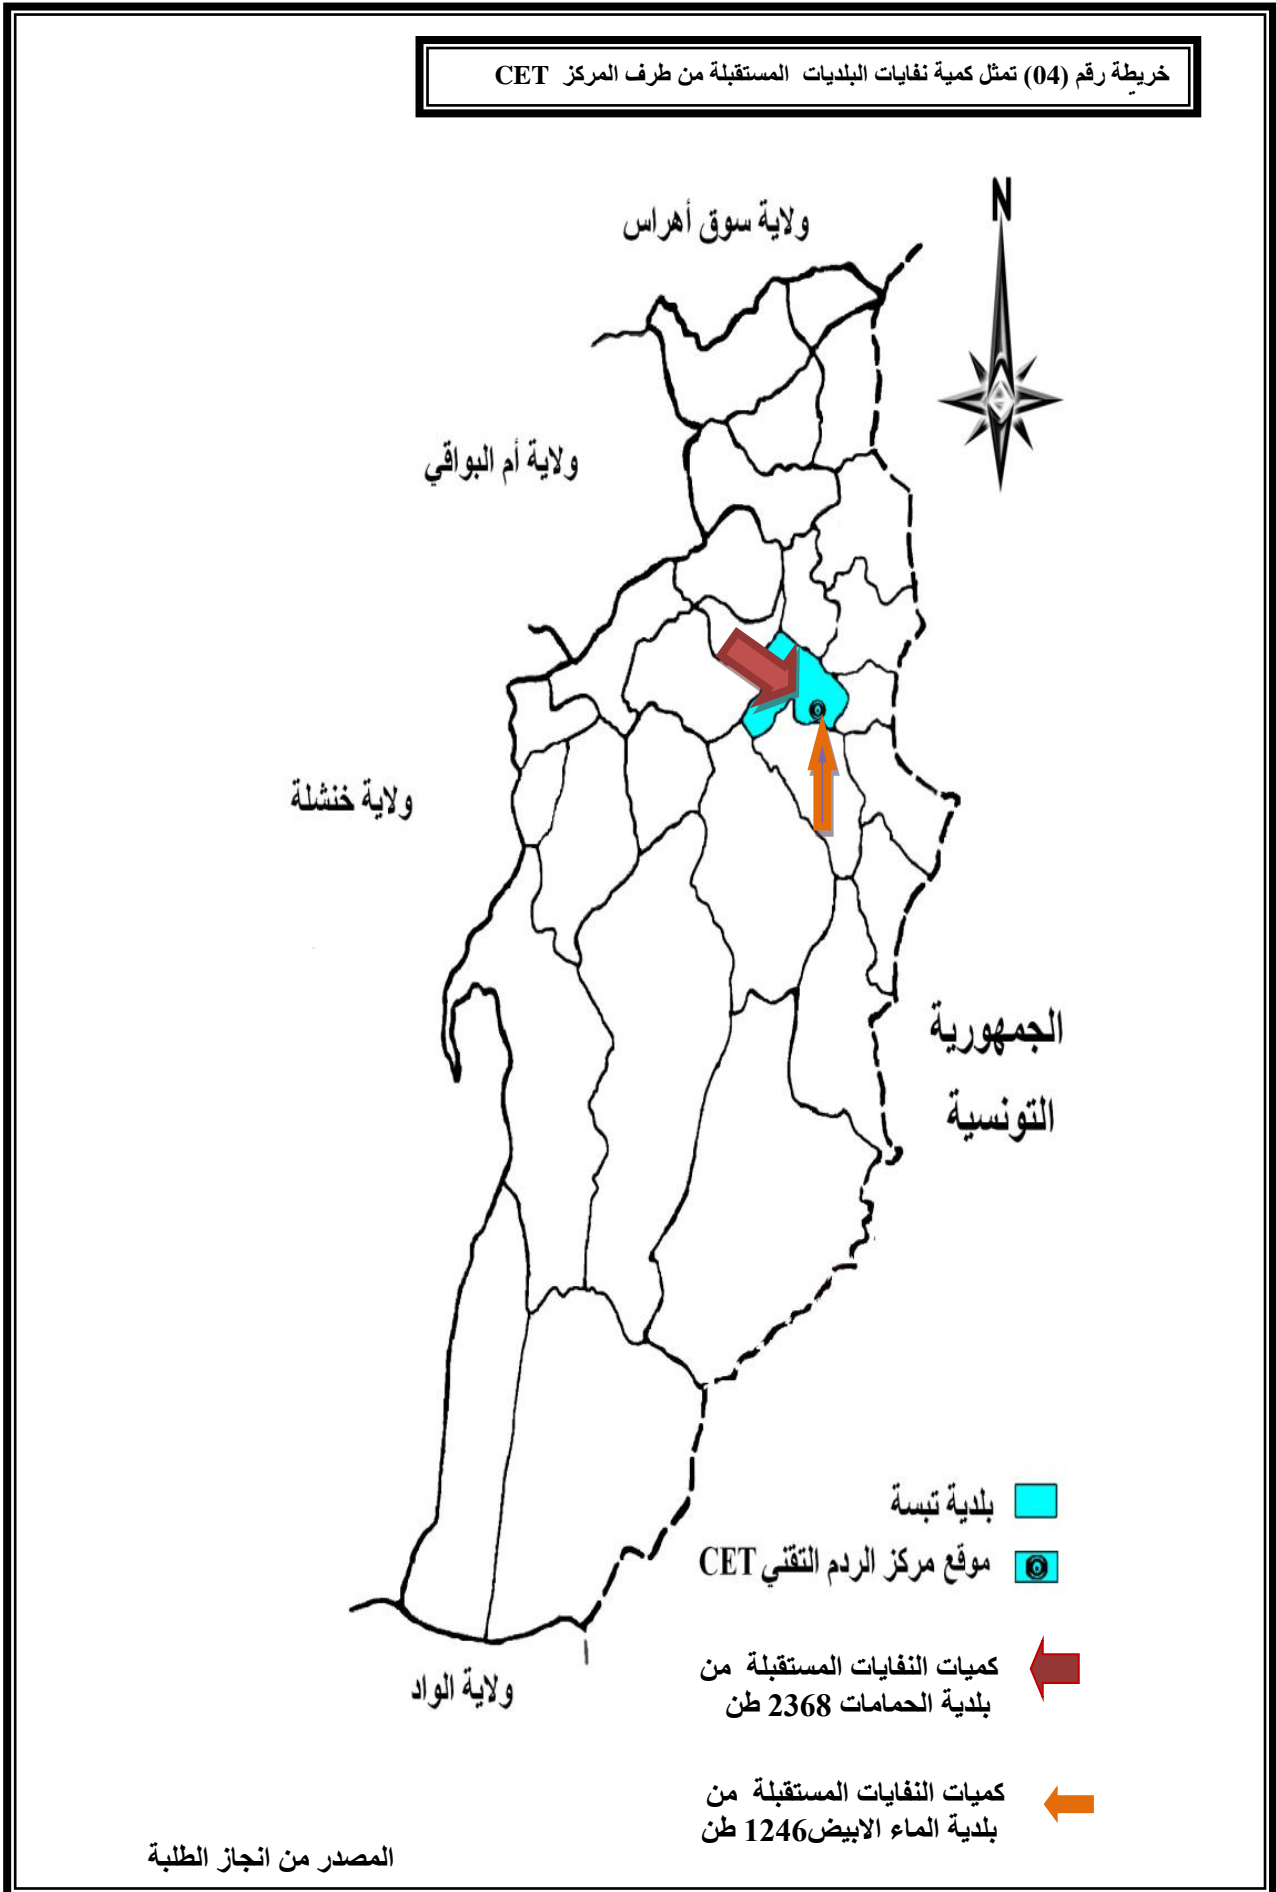 خريطة رقم (04) تمثل كمية نفايات البلديات المستقبلة من طرف المركز CET
N
ولاية سوق أهراس
ولاية أم البواقي
ولاية خنشلة
الجمهورية
التونسية
بلدية تبسة
موقع مركز الردم التقني CET
كميات النفايات المستقبلة من
بلدية الحمامات 2368 طن
ولاية الواد
كميات النفايات المستقبلة من
بلدية الماء الابيض1246 طن
المصدر من انجاز الطلبة